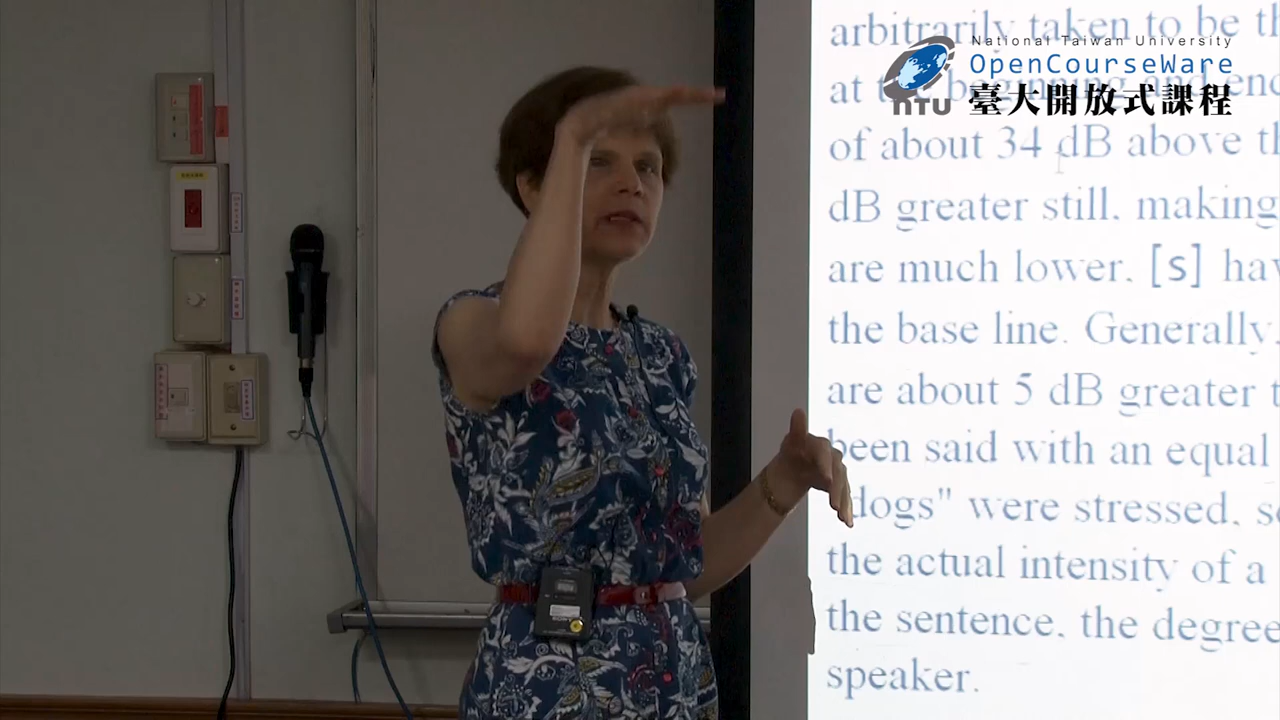 arbitrarily taken to be th
National Taiwan University
OpenCourseWare
臺大開放式課程
NTU
at beginning and end
of about 34 dB above th
dB greater still, making
are much lower. [s] hav
the base line. Generally,
are about 5 dB greater t
been said with an equal
dogs" were stressed, s
the actual intensity of a
the sentence, the degree
speaker.